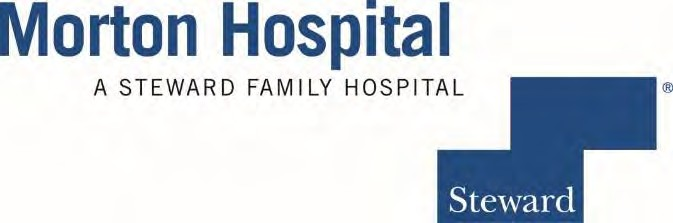 Morton Hospital
A STEWARD FAMILY HOSPITAL
®
Steward